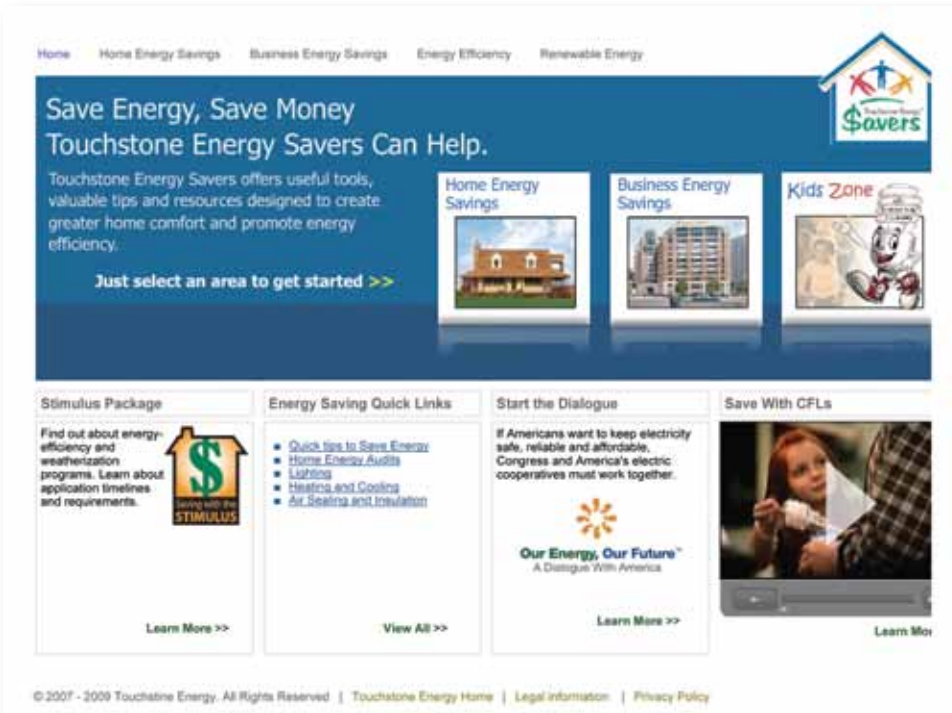 Home Home Energy Savings Business Energy Savings Energy Efficiency Renewable Energy
Touchstone Energy
$avers
Save Energy, Save Money
Touchstone Energy Savers Can Help.
Touchstone Energy Savers offers useful tools,
valuable tips and resources designed to create
greater home comfort and promote energy
efficiency.
Just select an area to get started >>
Home Energy
Savings
Business Energy
Savings
Kids Zone
Stimulus Package
Find out about energy-
efficiency and
weatherization
programs. Learn about
application timelines
and requirements.
$
Saving with the
STIMULUS
Learn More >>
Energy Saving Quick Links
Quick tips to Save Energy
Home Energy Audits
Lighting
Heating and Cooling
Air Sealing and Insulation
View All >>
Start the Dialogue
If Americans want to keep electricity
safe, reliable and affordable,
Congress and America's electric
cooperatives must work together.
Our Energy, Our Future™
A Dialogue With America
Learn More >>
Save With CFLs
Learn Mor
© 2007 - 2009 Touchstne Energy. All Rights Reserved | Touchstone Energy Home | Legal information | Privacy Policy